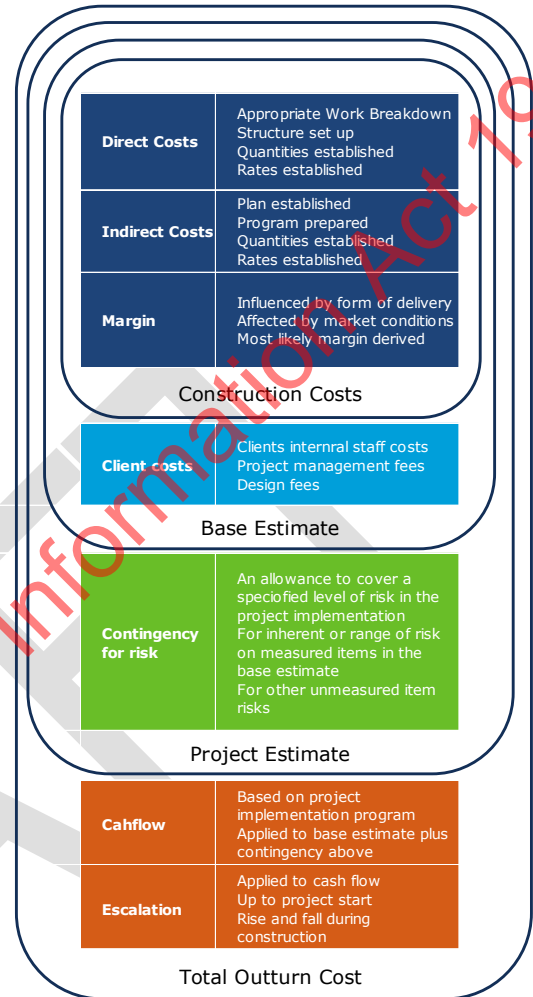 Direct Costs
Appropriate Work Breakdown
Structure set up
Quantities established
Rates established
Indirect Costs
Plan established
Program prepared
Quantities established
Rates established
Margin
Influenced by form of delivery
Affected by market conditions
Most likely margin derived
Construction Costs
Client costs
Clients internral staff costs
Project management fees
Design fees
Base Estimate
Contingency
for risk
An allowance to cover a
speciofied level of risk in the
project implementation
For inherent or range of risk
on measured items in the
base estimate
For other unmeasured item
risks
Project Estimate
Cahflow
Based on project
implementation program
Applied to base estimate plus
contingency above
Escalation
Applied to cash flow
Up to project start
Rise and fall during
construction
Total Outturn Cost
Information Act 19